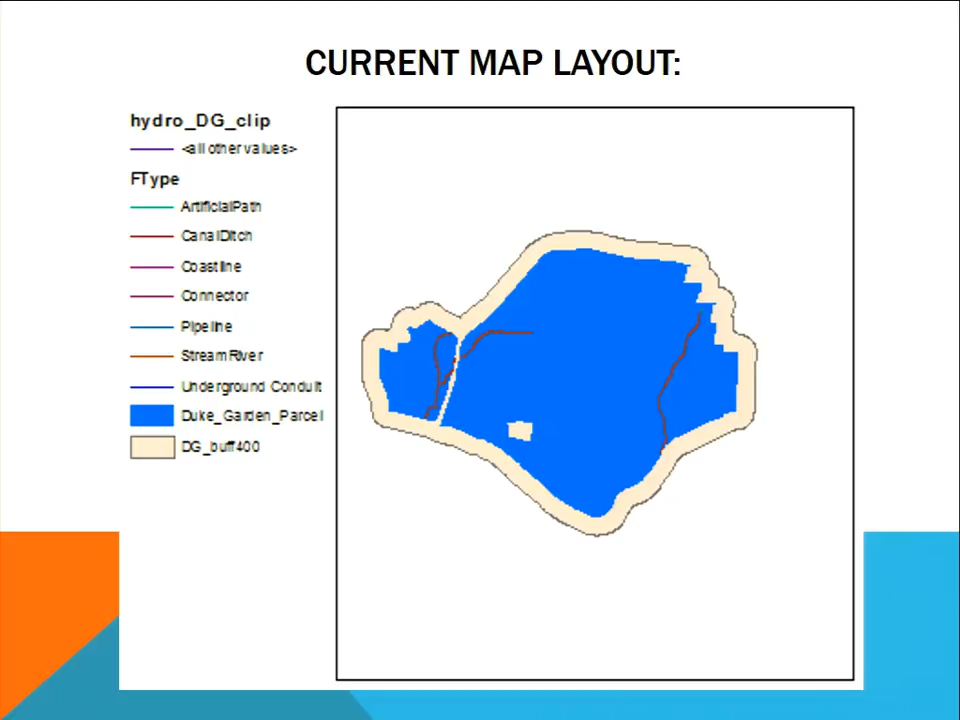 CURRENT MAP LAYOUT:
hydro_DG_clip
<all other values>
FType
ArtificialPath
CanalDitch
Coastline
Connector
Pipeline
StreamRiver
Underground Conduit
Duke_Garden_Parcel
DG_buff400